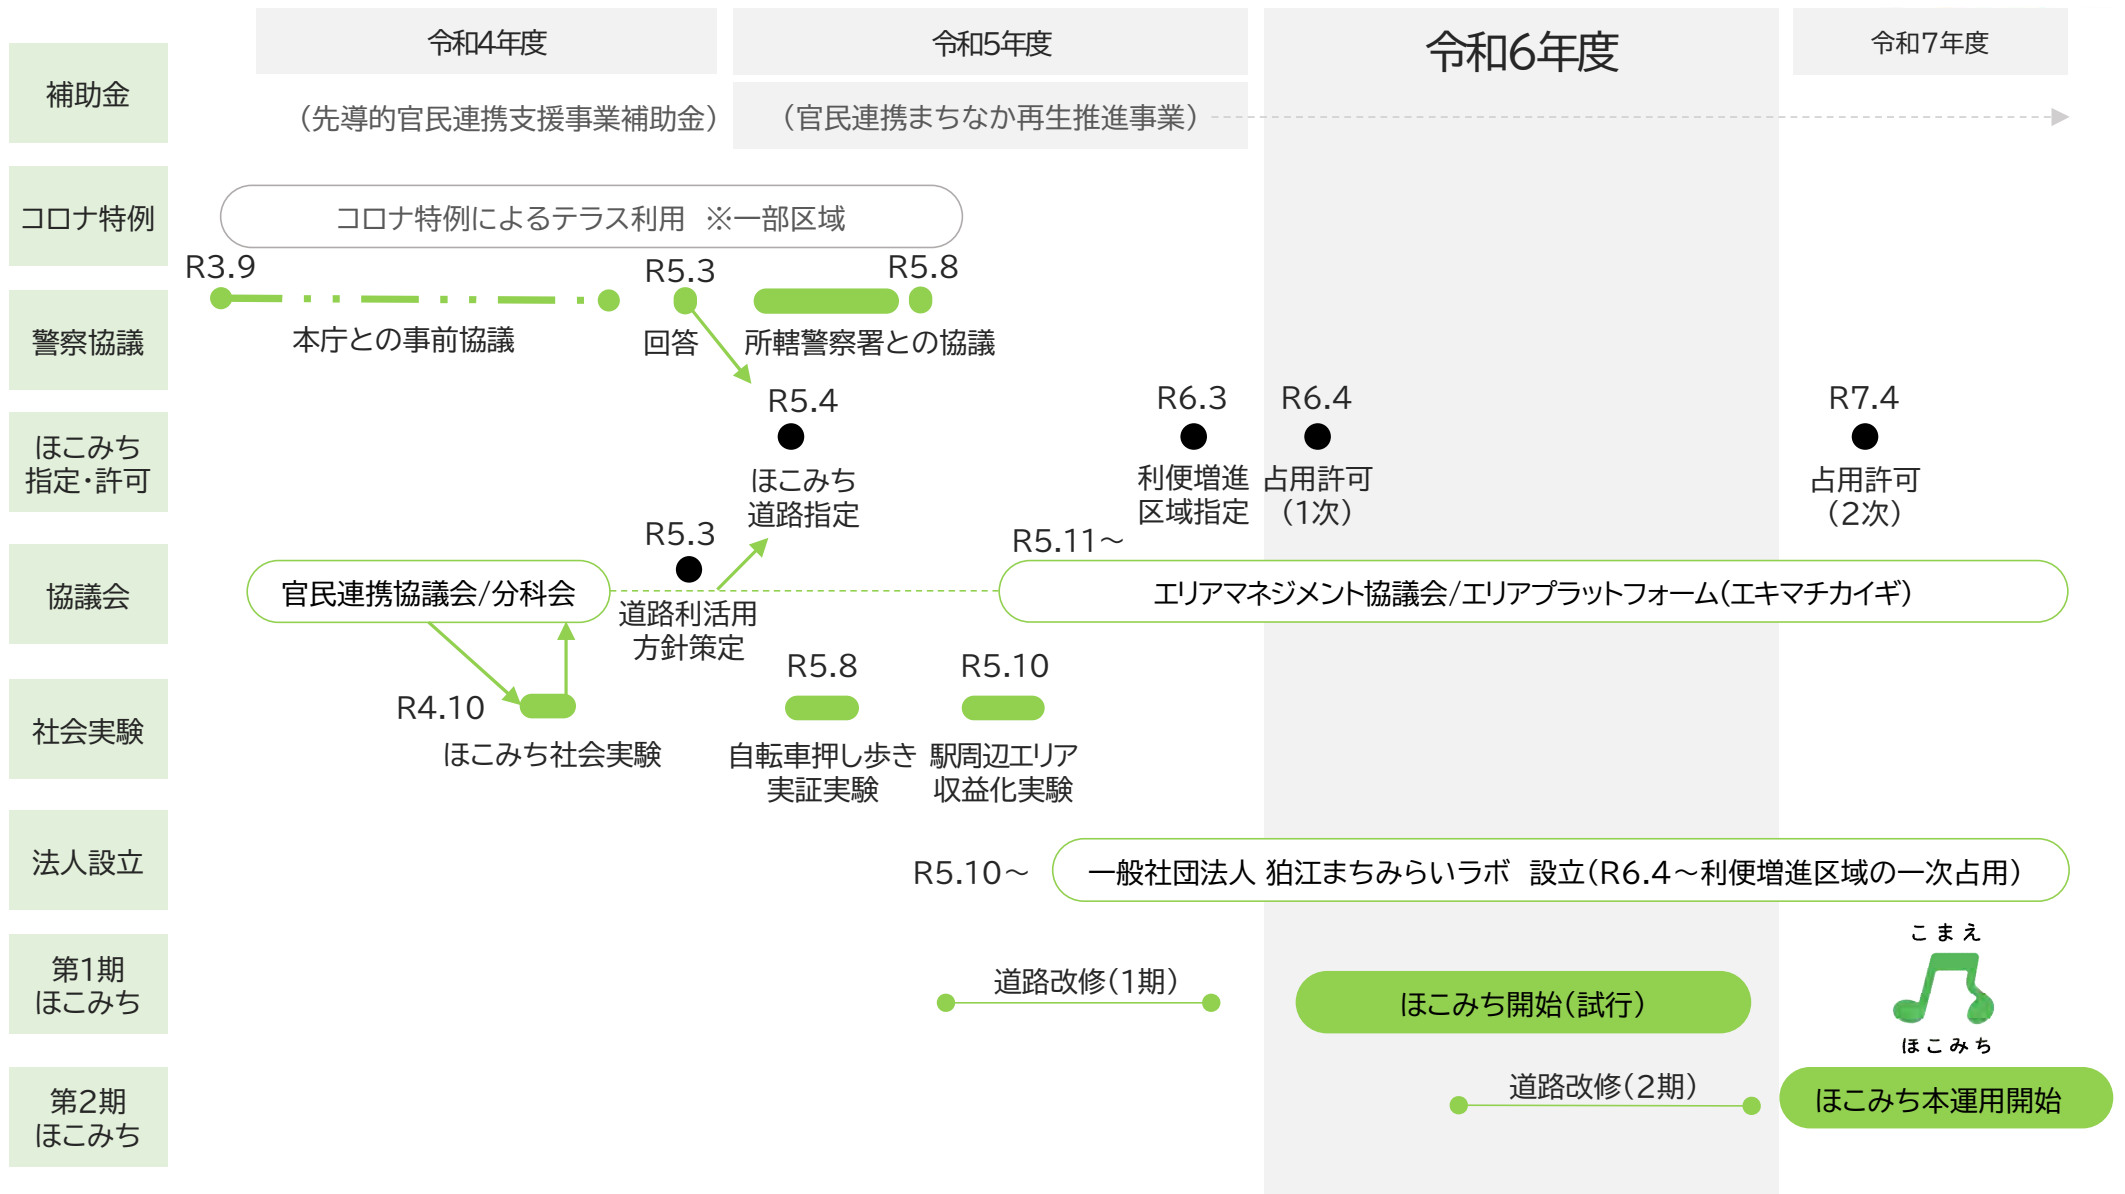 令和4年度
令和5年度
令和6年度
令和7年度
補助金
（先導的官民連携支援事業補助金）
（官民連携まちなか再生推進事業）
コロナ特例
コロナ特例によるテラス利用　※一部区域
R3.9
R5.3
R5.8
警察協議
本庁との事前協議
回答
所轄警察署との協議
ほこみち
指定・許可
R5.4
R6.3
R6.4
R7.4
ほこみち
道路指定
利便増進
区域指定
占用許可
（1次）
占用許可
（2次）
協議会
官民連携協議会/分科会
R5.3
道路利活用
方針策定
R5.11～
エリアマネジメント協議会/エリアプラットフォーム（エキマチカイギ）
社会実験
R4.10
ほこみち社会実験
R5.8
自転車押し歩き
実証実験
R5.10
駅周辺エリア
収益化実験
法人設立
R5.10～
一般社団法人 狛江まちみらいラボ　設立（R6.4～利便増進区域の一次占用）
第1期
ほこみち
道路改修（1期）
ほこみち開始（試行）
こまえ
ほこみち
第2期
ほこみち
道路改修（2期）
ほこみち本運用開始